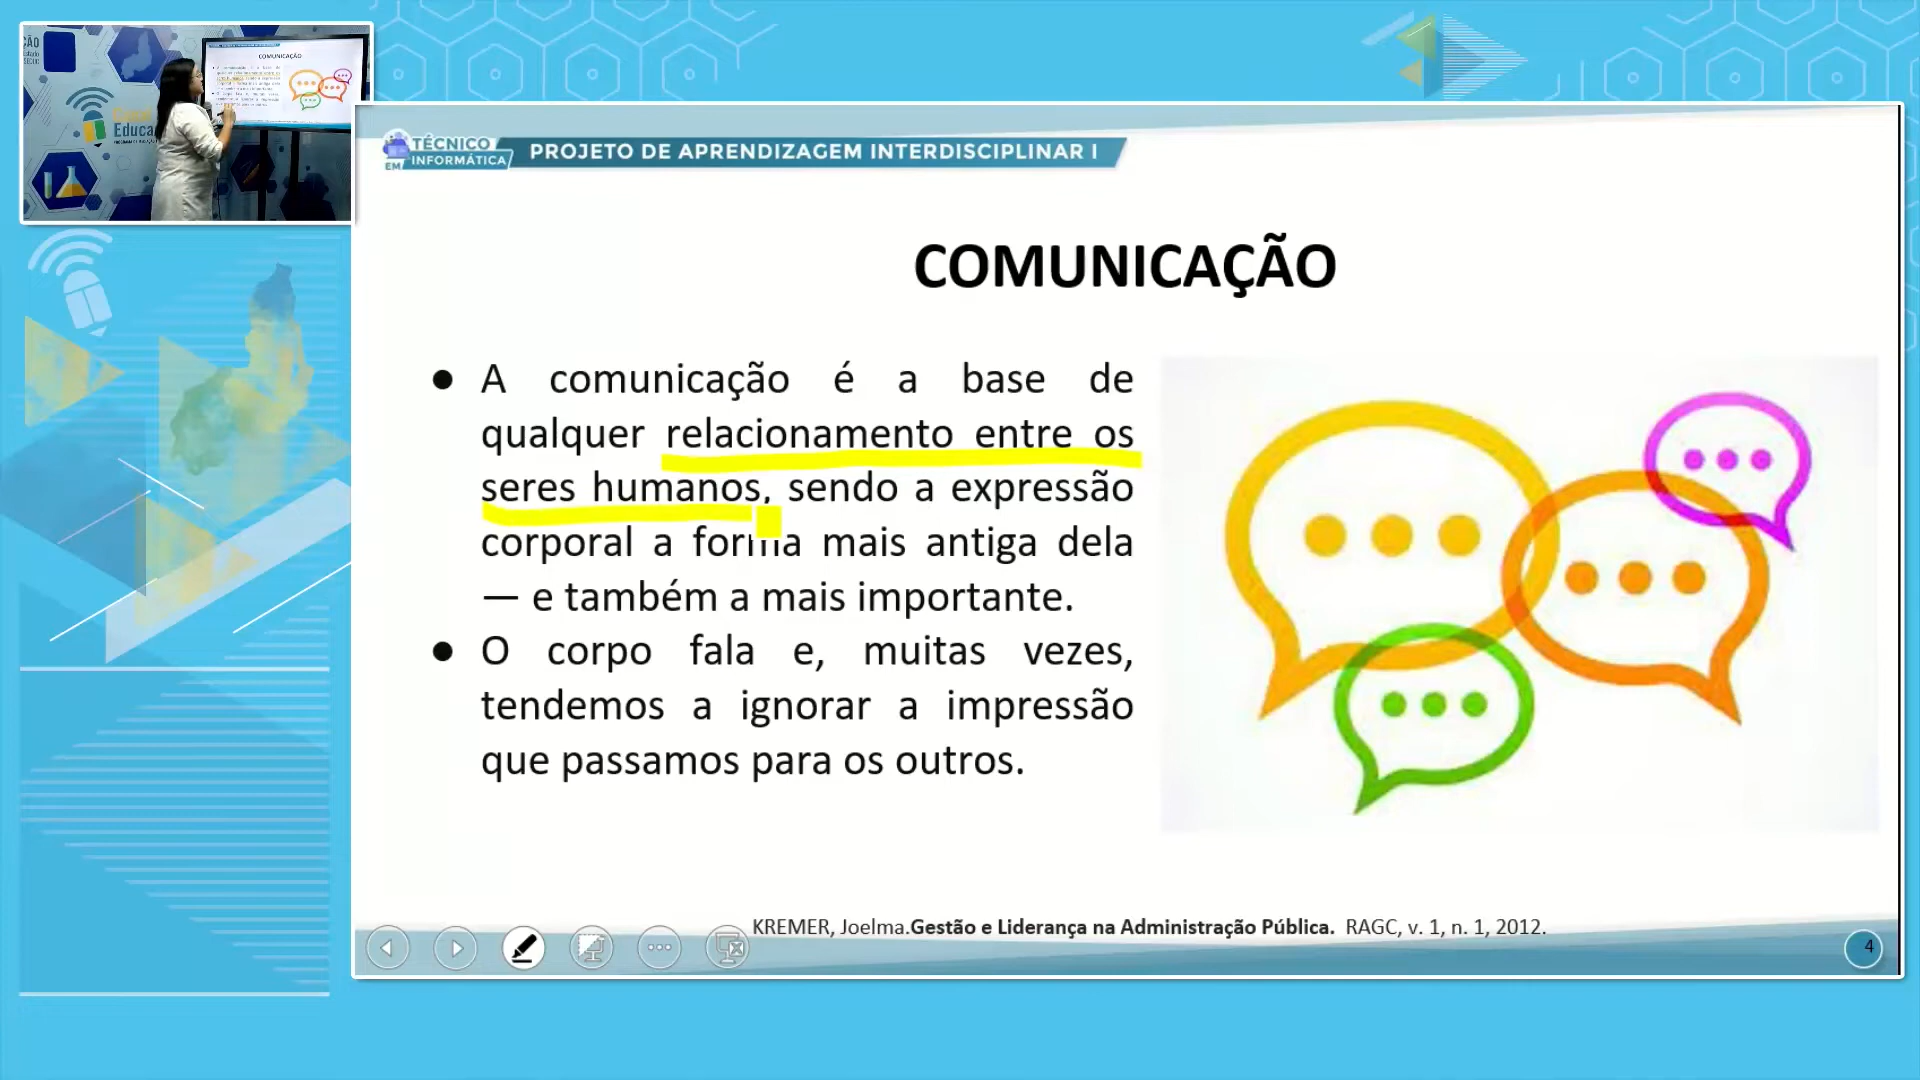 COMUNICAÇÃO
Educa
TÉCNICO
EM INFORMÁTICA
PROJETO DE APRENDIZAGEM INTERDISCIPLINAR I
COMUNICAÇÃO
● A comunicação é a base de
qualquer relacionamento entre os
seres humanos, sendo a expressão
corporal a forma mais antiga dela
— e também a mais importante.
● O corpo fala e, muitas vezes,
tendemos a ignorar a impressão
que passamos para os outros.
KREMER, Joelma.Gestão e Liderança na Administração Pública. RAGC, v. 1, n. 1, 2012.
4